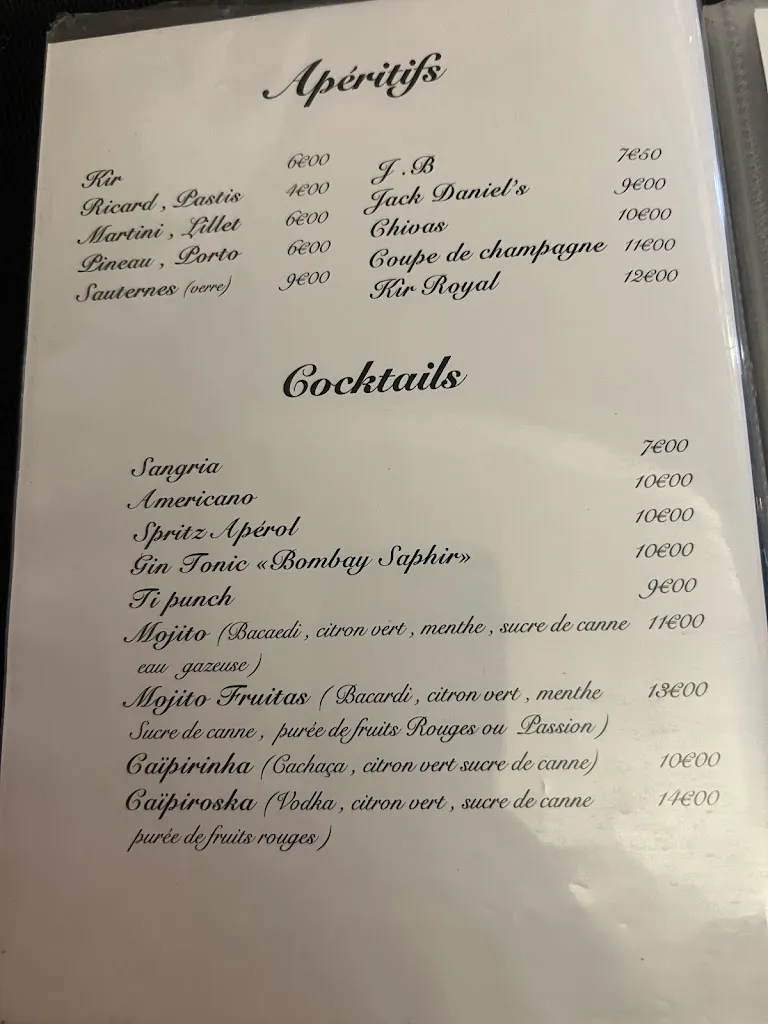 Apéritifs
Kir 6€00
Ricard , Pastis 4€00
Martini , Lillet 6€00
Pineau , Porto 6€00
Sauternes (verre) 9€00
J .B 7€50
Jack Daniel's 9€00
Chivas 10€00
Coupe de champagne 11€00
Kir Royal 12€00
Cocktails
Sangria 7€00
Americano 10€00
Spritz Apérol 10€00
Gin Tonic «Bombay Saphir» 10€00
Ti punch 9€00
Mojito (Bacaedi , citron vert , menthe , sucre de canne 11€00
eau gazeuse )
Mojito Fruitas ( Bacardi , citron vert , menthe 13€00
Sucre de canne , purée de fruits Rouges ou Passion )
Caïpirinha (Cachaça , citron vert sucre de canne) 10€00
Caïpiroska (Vodka , citron vert , sucre de canne 14€00
purée de fruits rouges )